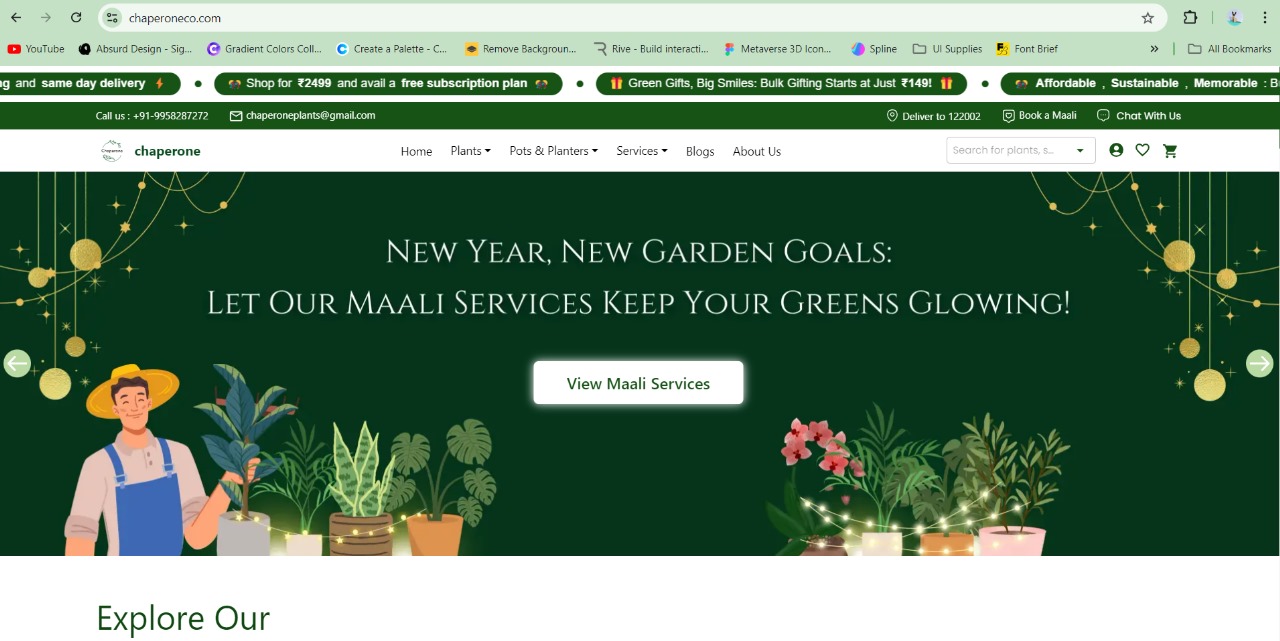 chaperoneco.com
YouTube Absurd Design - Sig... Gradient Colors Coll... Create a Palette - C... Remove Backgroun... Rive - Build interacti... Metaverse 3D Icon... Spline UI Supplies Font Brief » All Bookmarks
and same day delivery • Shop for ₹2499 and avail a free subscription plan • Green Gifts, Big Smiles: Bulk Gifting Starts at Just ₹149! • Affordable , Sustainable , Memorable : B
Call us : +91-9958287272 chaperoneplants@gmail.com Deliver to 122002 Book a Maali Chat With Us
Chaperone chaperone Home Plants Pots & Planters Services Blogs About Us Search for plants, s...
New Year, New Garden Goals:
Let Our Maali Services Keep Your Greens Glowing!
View Maali Services
Explore Our